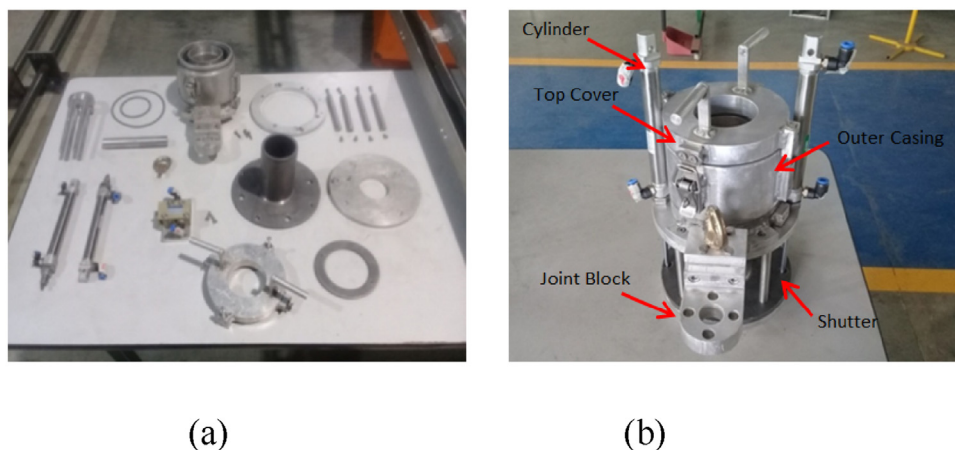 Cylinder
Top Cover
Outer Casing
Joint Block
Shutter
(a)
(b)